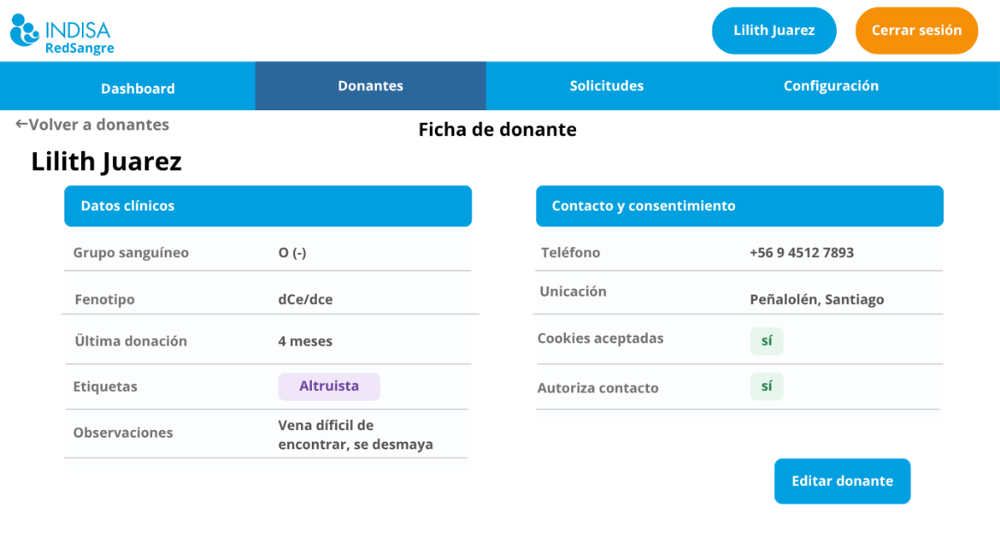 INDISA
RedSangre
Lilith Juarez
Cerrar sesión
Dashboard
Donantes
Solicitudes
Configuración
←Volver a donantes
Ficha de donante
Lilith Juarez
Datos clínicos
Grupo sanguíneo
O (-)
Fenotipo
dCe/dce
Última donación
4 meses
Etiquetas
Altruista
Observaciones
Vena díficil de
encontrar, se desmaya
Contacto y consentimiento
Teléfono
+56 9 4512 7893
Unicación
Peñalolén, Santiago
Cookies aceptadas
sí
Autoriza contacto
sí
Editar donante